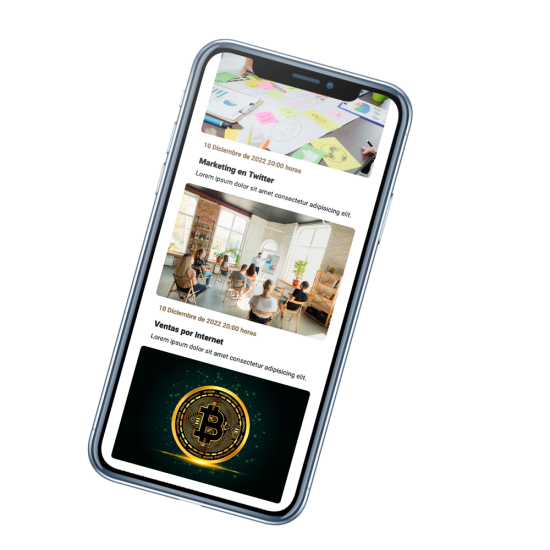 10 Diciembre de 2022 20:00 horas
Marketing en Twitter
Lorem ipsum dolor sit amet consectetur adipisicing elit.
10 Diciembre de 2022 20:00 horas
Ventas por Internet
Lorem ipsum dolor sit amet consectetur adipisicing elit.